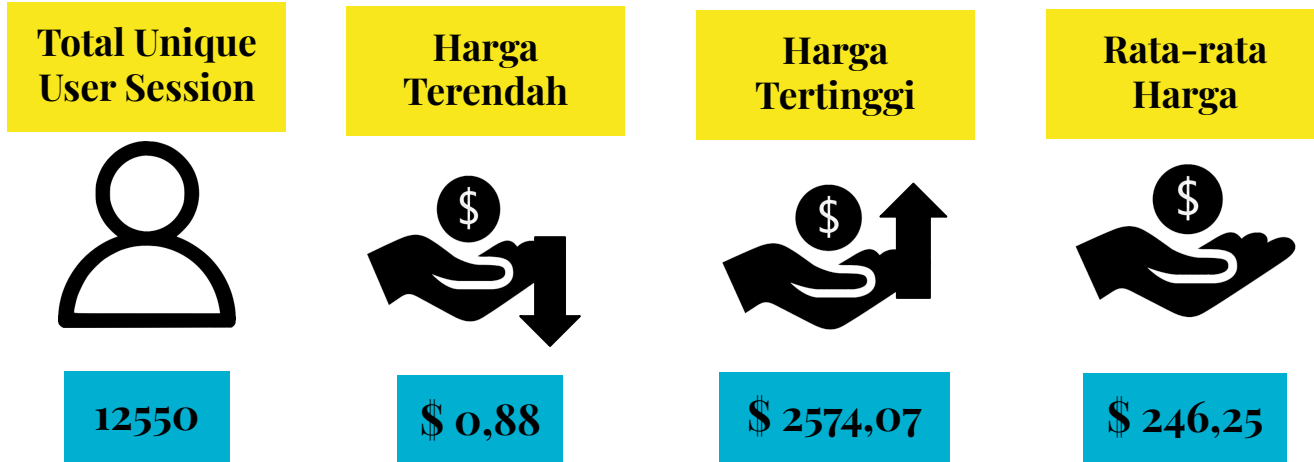 Total Unique
User Session
Harga
Terendah
Harga
Tertinggi
Rata-rata
Harga
$
$
$
12550
$ 0,88
$ 2574,07
$ 246,25